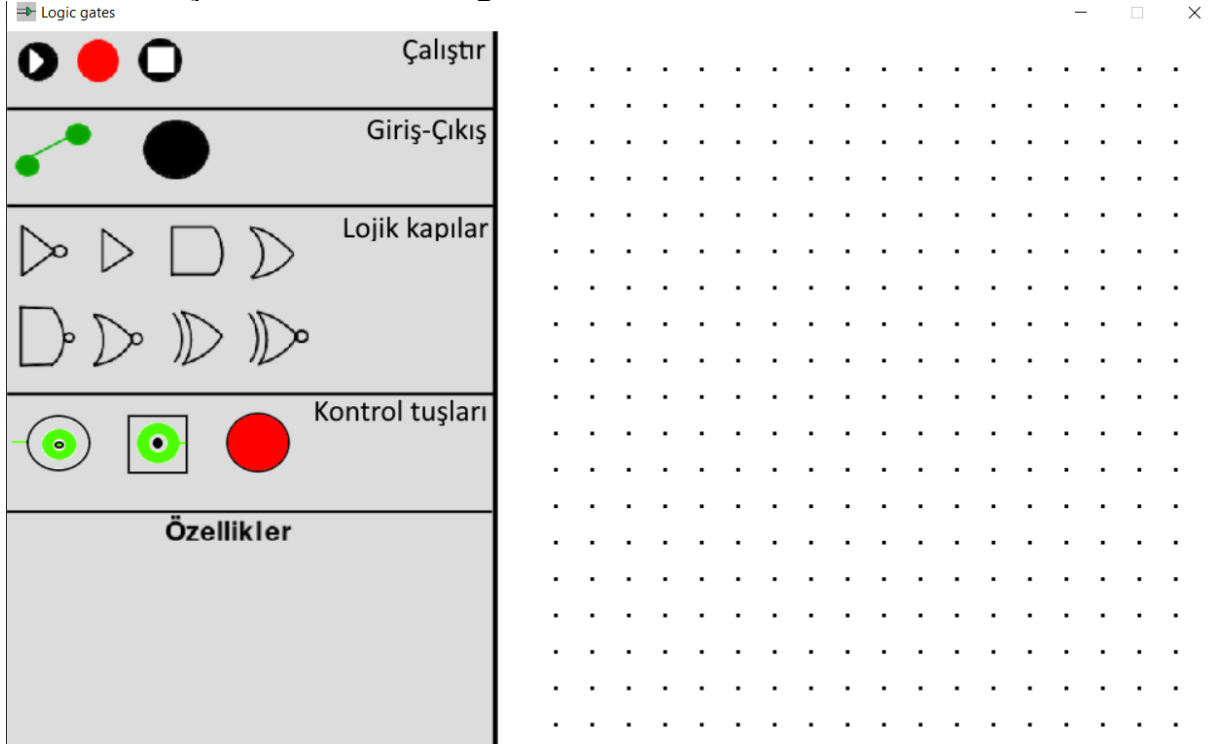 Logic gates
Çalıştır
Giriş-Çıkış
Lojik kapılar
Kontrol tuşları
Özellikler